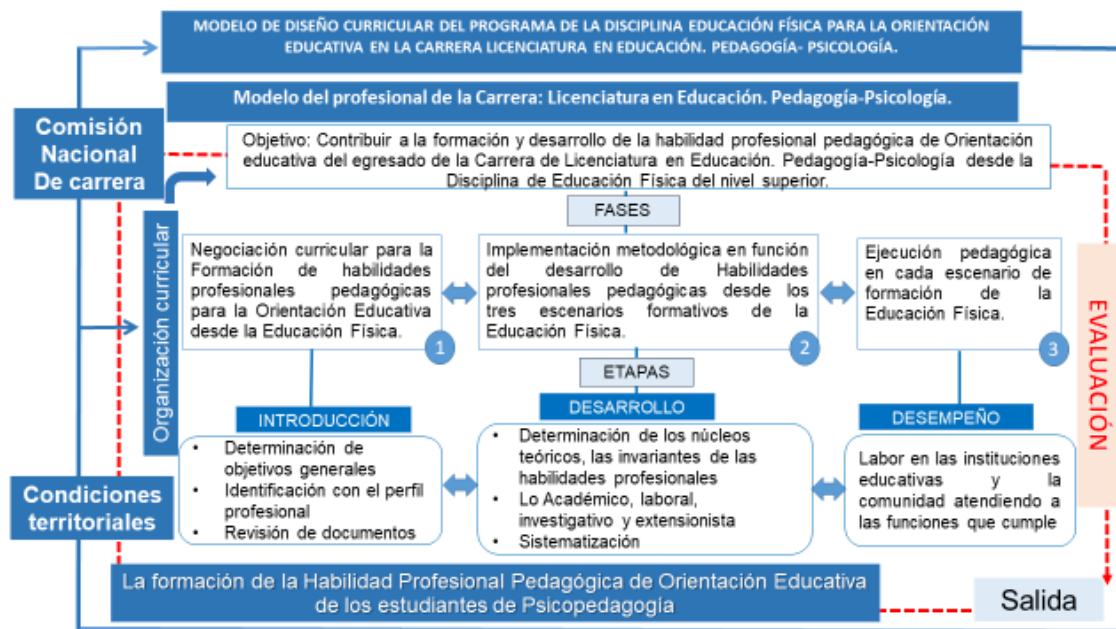 MODELO DE DISEÑO CURRICULAR DEL PROGRAMA DE LA DISCIPLINA EDUCACIÓN FÍSICA PARA LA ORIENTACIÓN
EDUCATIVA EN LA CARRERA LICENCIATURA EN EDUCACIÓN. PEDAGOGÍA- PSICOLOGÍA.
Modelo del profesional de la Carrera: Licenciatura en Educación. Pedagogía-Psicología.
Comisión
Nacional
De carrera
Objetivo: Contribuir a la formación y desarrollo de la habilidad profesional pedagógica de Orientación
educativa del egresado de la Carrera de Licenciatura en Educación. Pedagogía-Psicología desde la
Disciplina de Educación Física del nivel superior.
Organización curricular
FASES
Negociación curricular para la
Formación de habilidades
profesionales pedagógicas
para la Orientación Educativa
desde la Educación Física.
1
Implementación metodológica en función
del desarrollo de Habilidades
profesionales pedagógicas desde los
tres escenarios formativos de la
Educación Física.
2
Ejecución pedagógica
en cada escenario de
formación de la
Educación Física.
3
EVALUACIÓN
ETAPAS
INTRODUCCIÓN
• Determinación de
objetivos generales
• Identificación con el perfil
profesional
• Revisión de documentos
DESARROLLO
• Determinación de los núcleos
teóricos, las invariantes de las
habilidades profesionales
• Lo Académico, laboral,
investigativo y extensionista
• Sistematización
DESEMPEÑO
Labor en las instituciones
educativas y la
comunidad atendiendo a
las funciones que cumple
Condiciones
territoriales
La formación de la Habilidad Profesional Pedagógica de Orientación Educativa
de los estudiantes de Psicopedagogía
Salida